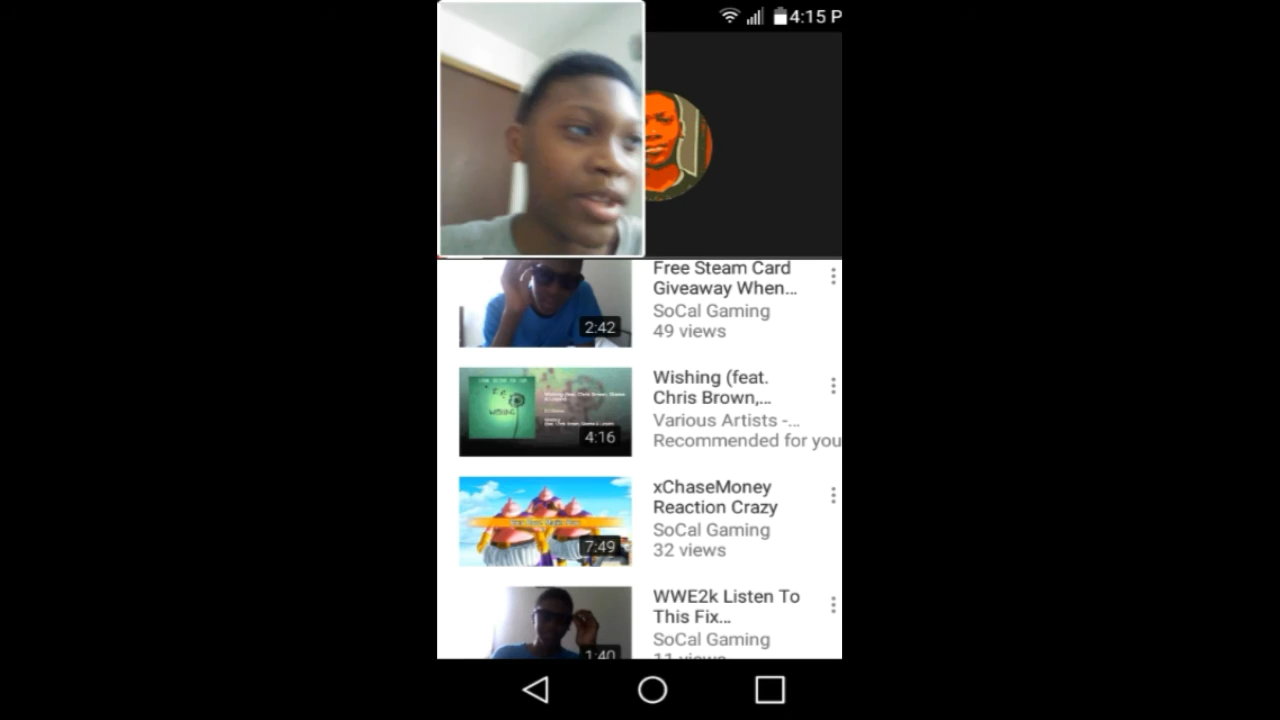 4:15 P
Free Steam Card
Giveaway When...
SoCal Gaming
49 views
2:42
Wishing (feat.
Chris Brown,...
Various Artists -...
Recommended for you
4:16
xChaseMoney
Reaction Crazy
SoCal Gaming
32 views
7:49
WWE2k Listen To
This Fix...
SoCal Gaming
11 views
1:40